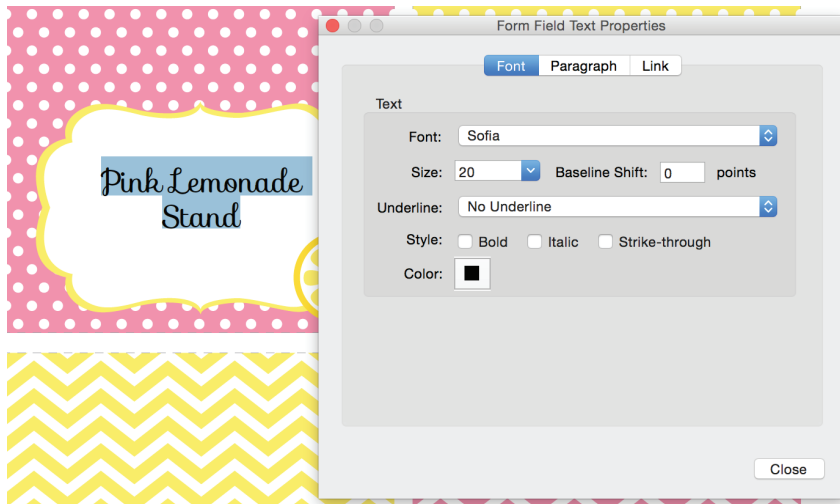 Pink Lemonade
Stand
Form Field Text Properties
Font Paragraph Link
Text
Font: Sofia
Size: 20 Baseline Shift: 0 points
Underline: No Underline
Style: Bold Italic Strike-through
Color:
Close